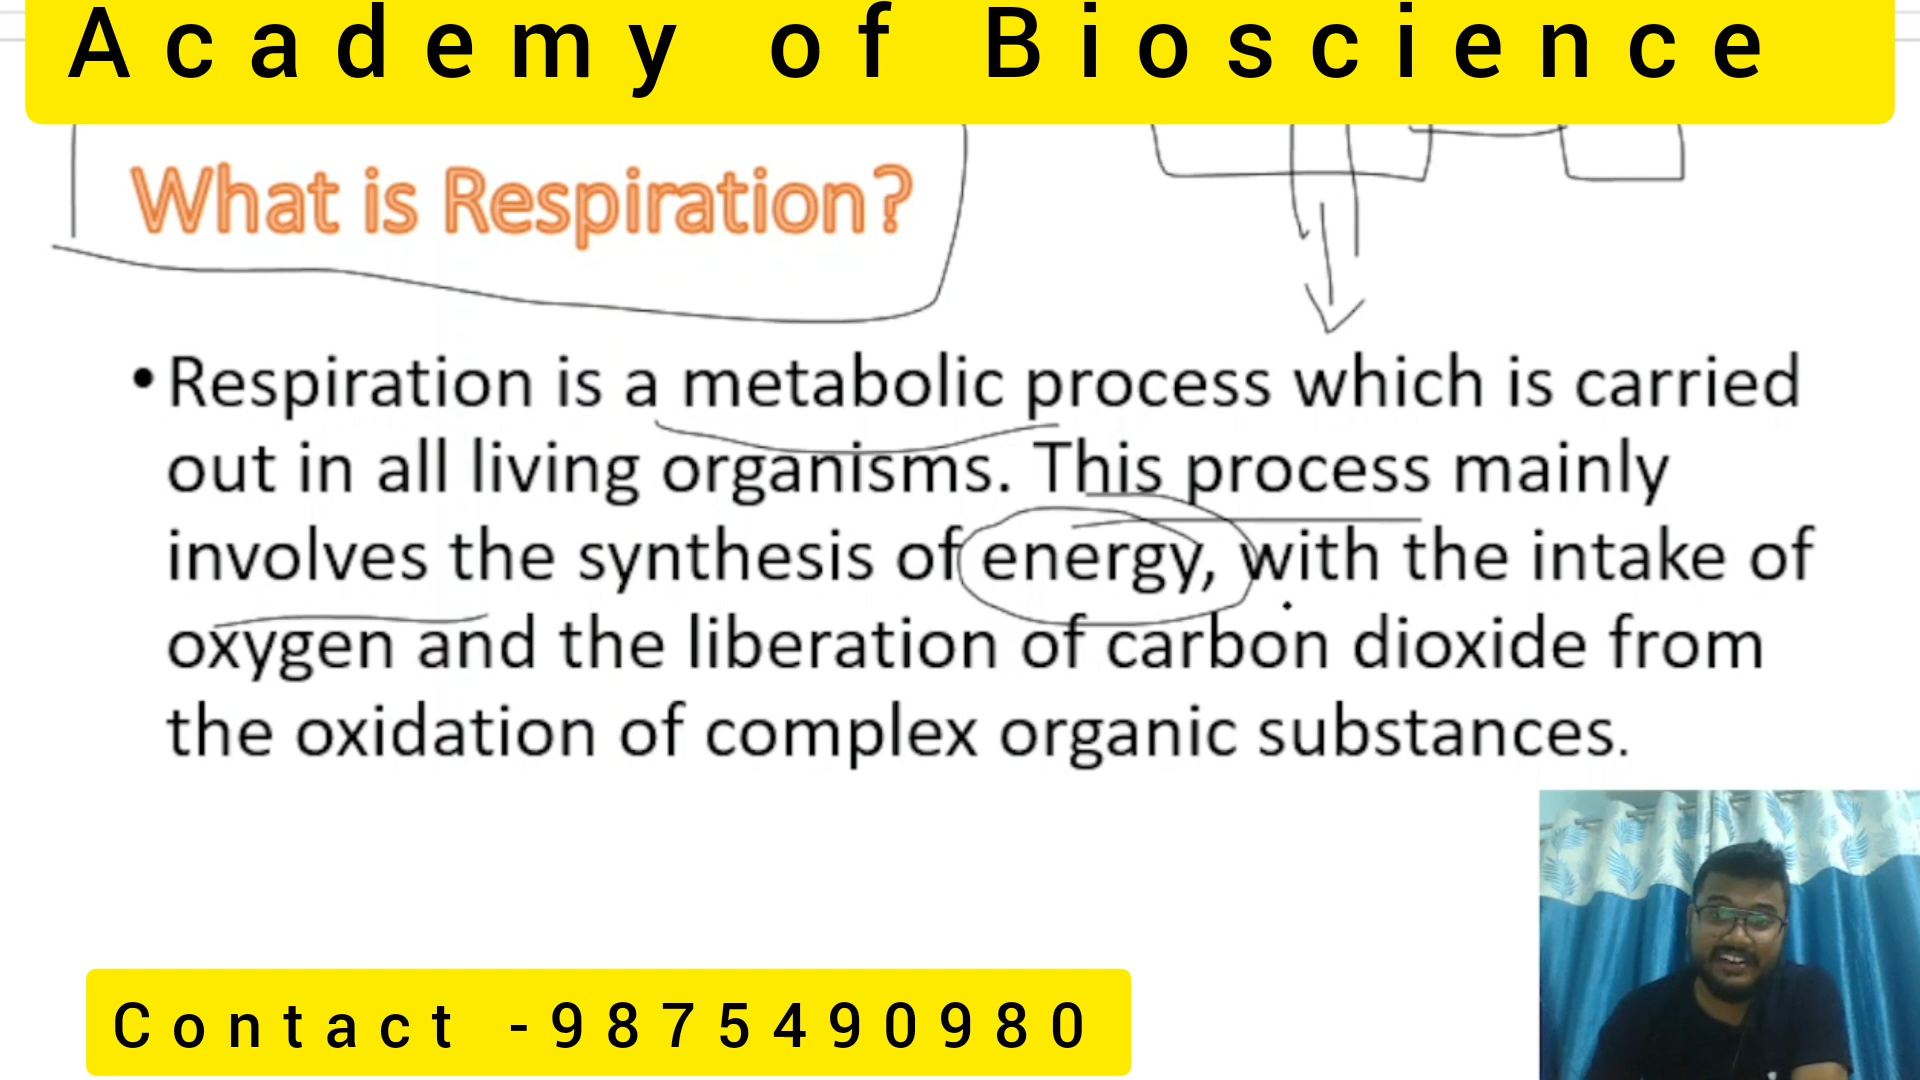 Academy of Bioscience
What is Respiration?
•Respiration is a metabolic process which is carried
out in all living organisms. This process mainly
involves the synthesis of energy, with the intake of
oxygen and the liberation of carbon dioxide from
the oxidation of complex organic substances.
Contact -9875490980